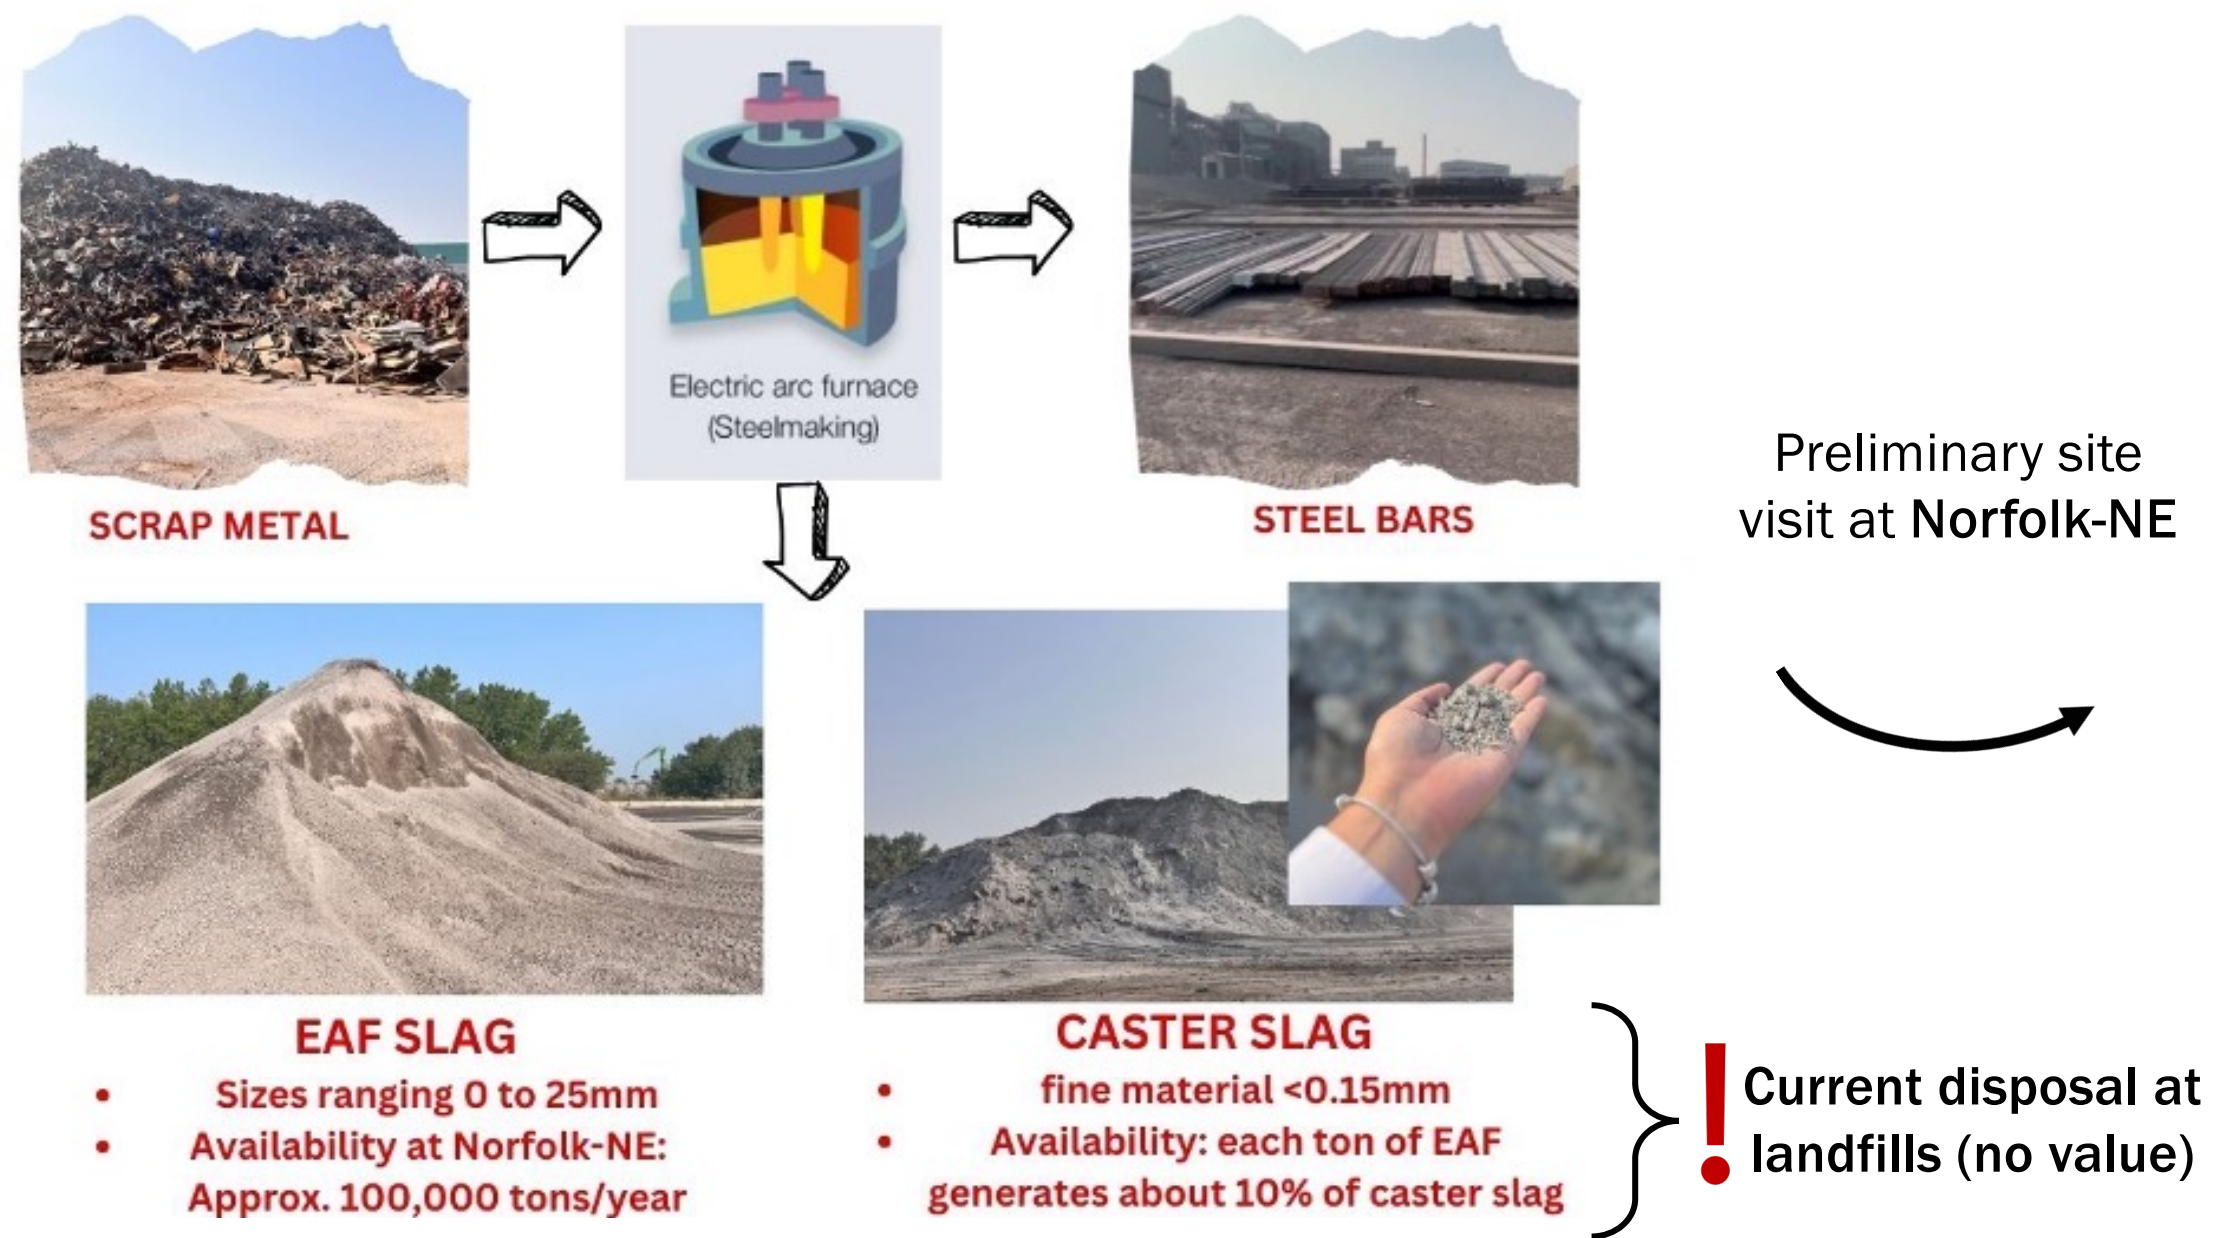 Electric arc furnace
(Steelmaking)
SCRAP METAL
STEEL BARS
Preliminary site
visit at Norfolk-NE
EAF SLAG
• Sizes ranging 0 to 25mm
• Availability at Norfolk-NE:
Approx. 100,000 tons/year
CASTER SLAG
• fine material <0.15mm
• Availability: each ton of EAF
generates about 10% of caster slag
! Current disposal at
landfills (no value)